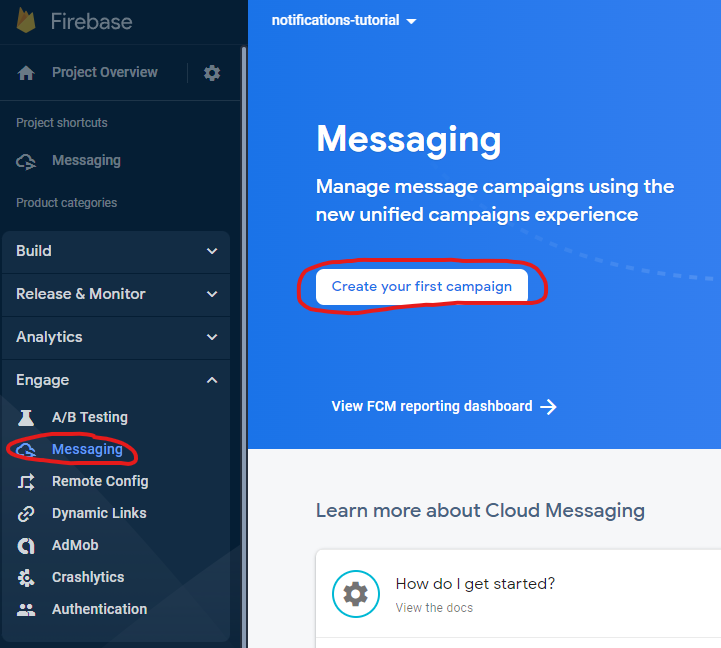 Firebase
Project Overview
Project shortcuts
Messaging
Product categories
Build
Release & Monitor
Analytics
Engage
A/B Testing
Messaging
Remote Config
Dynamic Links
AdMob
Crashlytics
Authentication
notifications-tutorial
Messaging
Manage message campaigns using the
new unified campaigns experience
Create your first campaign
View FCM reporting dashboard
Learn more about Cloud Messaging
How do I get started?
View the docs